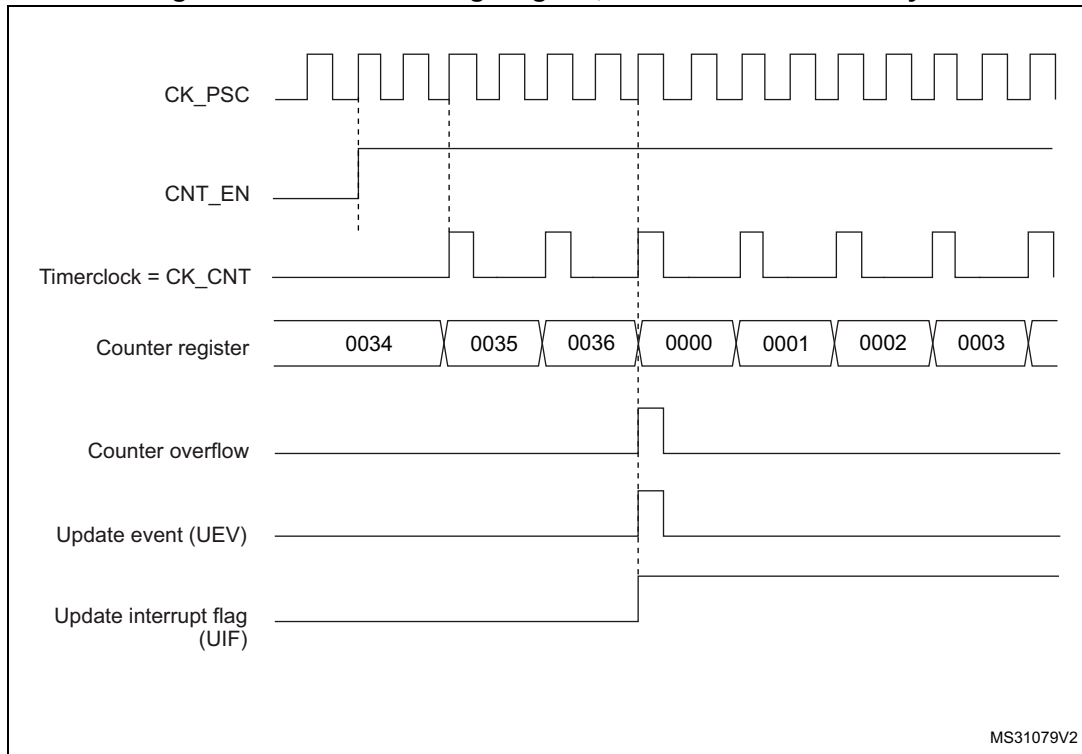 CK_PSC
CNT_EN
Timerclock = CK_CNT
Counter register
0034 0035 0036 0000 0001 0002 0003
Counter overflow
Update event (UEV)
Update interrupt flag
(UIF)
MS31079V2